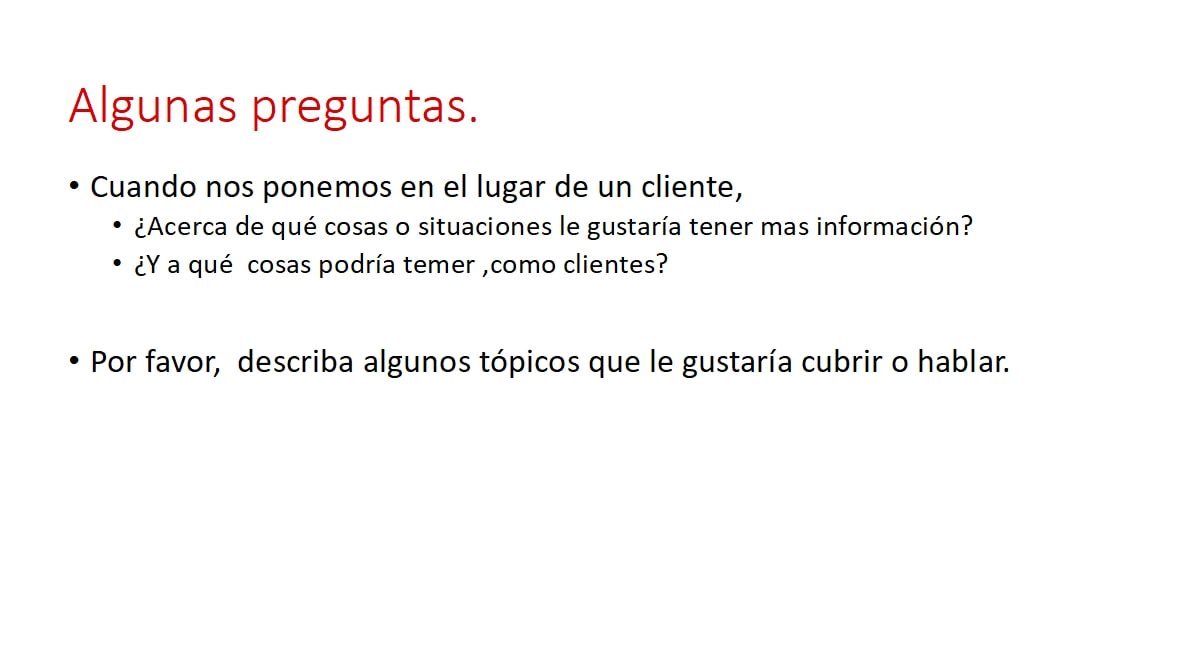 Algunas preguntas.
• Cuando nos ponemos en el lugar de un cliente,
• ¿Acerca de qué cosas o situaciones le gustaría tener mas información?
• ¿Y a qué  cosas podría temer ,como clientes?
• Por favor,  describa algunos tópicos que le gustaría cubrir o hablar.